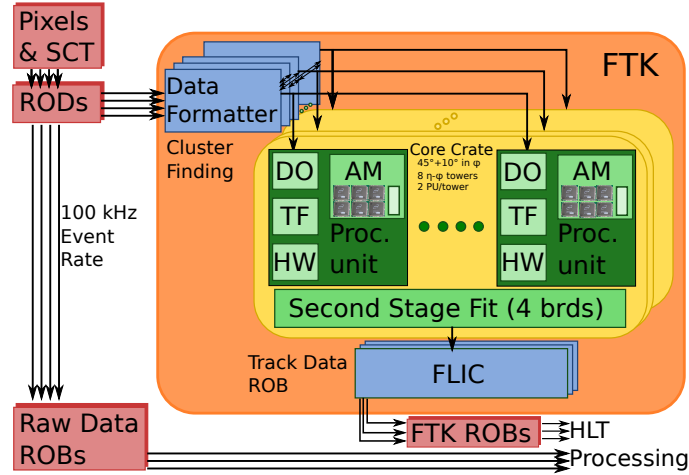 Pixels
& SCT
RODs
Data
Formatter
Cluster
Finding
FTK
100 kHz
Event
Rate
Core Crate
45°+10° in φ
8 η-φ towers
2 PU/tower
DO
TF
HW
AM
Proc.
unit
DO
TF
HW
AM
Proc.
unit
Second Stage Fit (4 brds)
Track Data
ROB
FLIC
Raw Data
ROBs
FTK ROBs
HLT
Processing